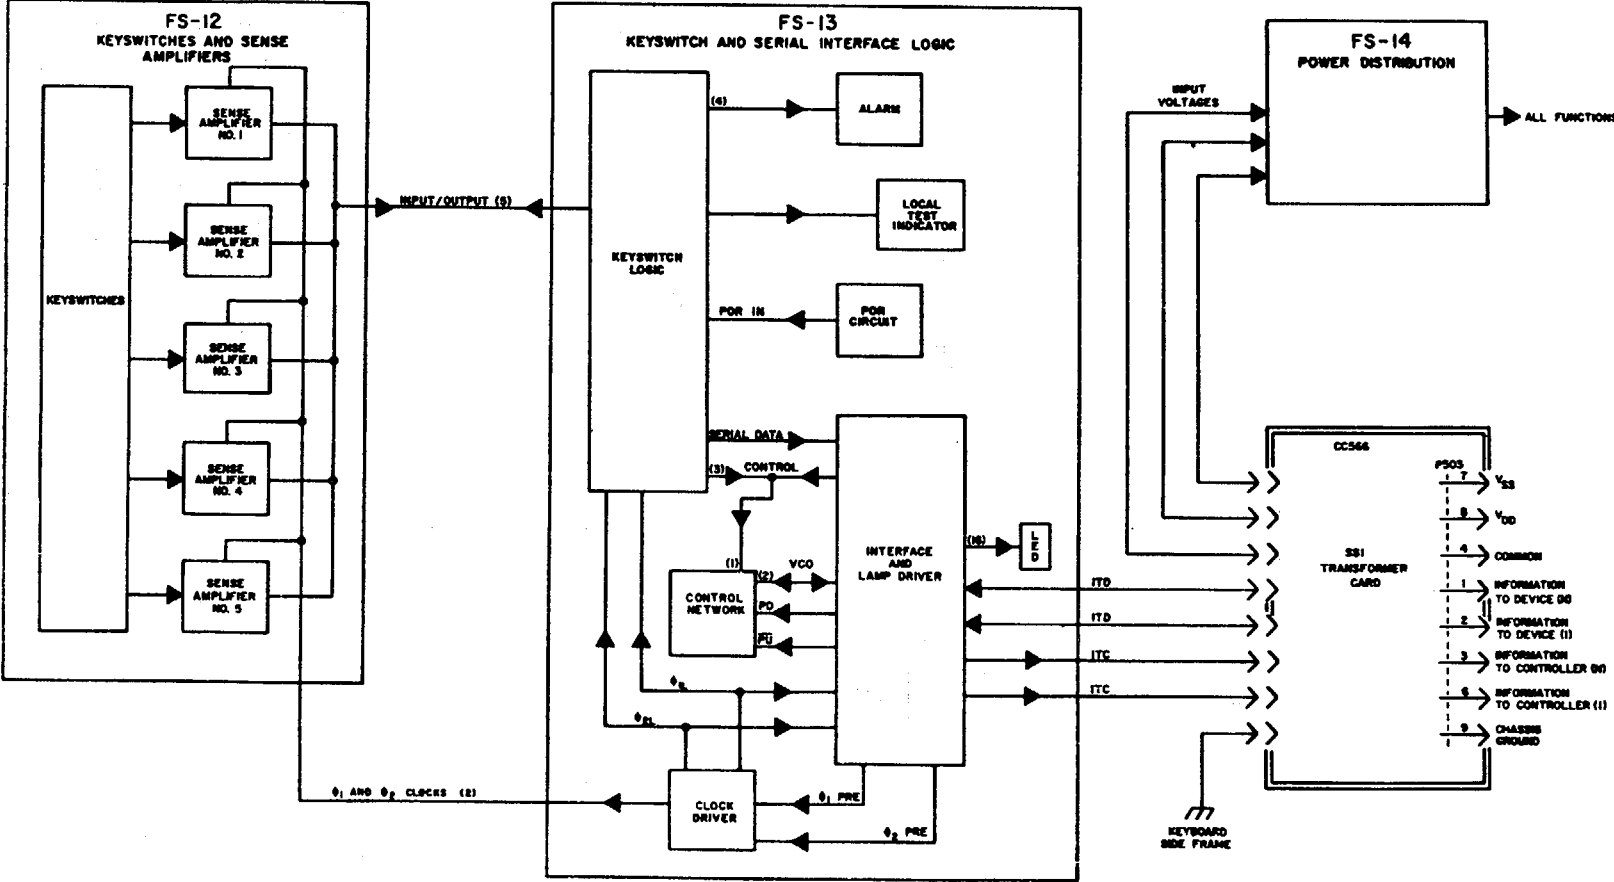 FS-12
KEYSWITCHES AND SENSE
AMPLIFIERS
KEYSWITCHES
SENSE
AMPLIFIER
NO. 1
SENSE
AMPLIFIER
NO. 2
SENSE
AMPLIFIER
NO. 3
SENSE
AMPLIFIER
NO. 4
SENSE
AMPLIFIER
NO. 5
INPUT/OUTPUT (5)
ϕ1 AND ϕ2 CLOCKS (2)
FS-13
KEYSWITCH AND SERIAL INTERFACE LOGIC
KEYSWITCH
LOGIC
(4)
ALARM
LOCAL
TEST
INDICATOR
POR IN
POR
CIRCUIT
SERIAL DATA
(3) CONTROL
(1)
(2) VCO
CONTROL
NETWORK
PD
PU
INTERFACE
AND
LAMP DRIVER
(16)
LED
ITD
ITD
ITC
ITC
CLOCK
DRIVER
ϕ1 PRE
ϕ2 PRE
FS-14
POWER DISTRIBUTION
INPUT
VOLTAGES
ALL FUNCTIONS
CC566
P503
SSI
TRANSFORMER
CARD
7 VSS
8 VDD
4 COMMON
1 INFORMATION
TO DEVICE (N)
2 INFORMATION
TO DEVICE (1)
3 INFORMATION
TO CONTROLLER (N)
6 INFORMATION
TO CONTROLLER (1)
9 CHASSIS
GROUND
KEYBOARD
SIDE FRAME